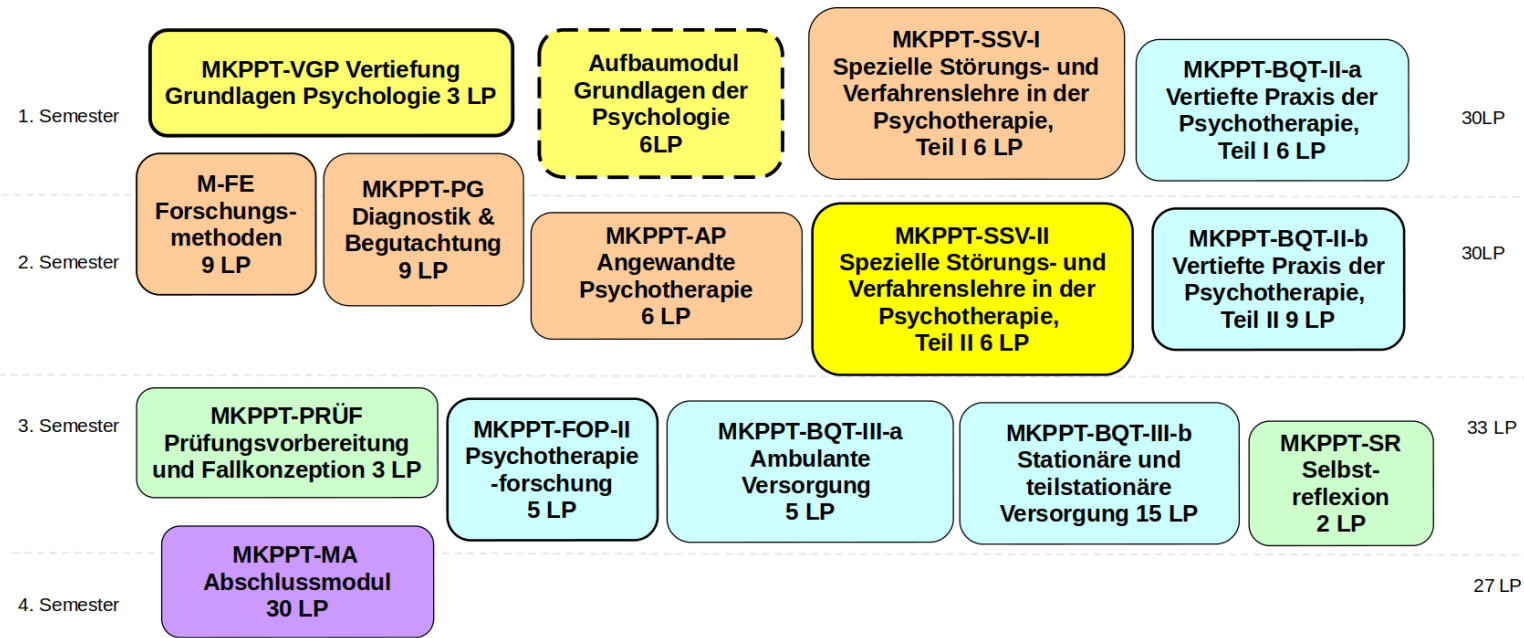 1. Semester
MKPPT-VGP Vertiefung
Grundlagen Psychologie 3 LP
Aufbaumodul
Grundlagen der
Psychologie
6LP
MKPPT-SSV-I
Spezielle Störungs- und
Verfahrenslehre in der
Psychotherapie,
Teil I 6 LP
MKPPT-BQT-II-a
Vertiefte Praxis der
Psychotherapie,
Teil I 6 LP
30LP
M-FE
Forschungs-
methoden
9 LP
MKPPT-PG
Diagnostik &
Begutachtung
9 LP
2. Semester
MKPPT-AP
Angewandte
Psychotherapie
6 LP
MKPPT-SSV-II
Spezielle Störungs- und
Verfahrenslehre in der
Psychotherapie,
Teil II 6 LP
MKPPT-BQT-II-b
Vertiefte Praxis der
Psychotherapie,
Teil II 9 LP
30LP
3. Semester
MKPPT-PRÜF
Prüfungsvorbereitung
und Fallkonzeption 3 LP
MKPPT-FOP-II
Psychotherapie
-forschung
5 LP
MKPPT-BQT-III-a
Ambulante
Versorgung
5 LP
MKPPT-BQT-III-b
Stationäre und
teilstationäre
Versorgung 15 LP
MKPPT-SR
Selbst-
reflexion
2 LP
33 LP
4. Semester
MKPPT-MA
Abschlussmodul
30 LP
27 LP